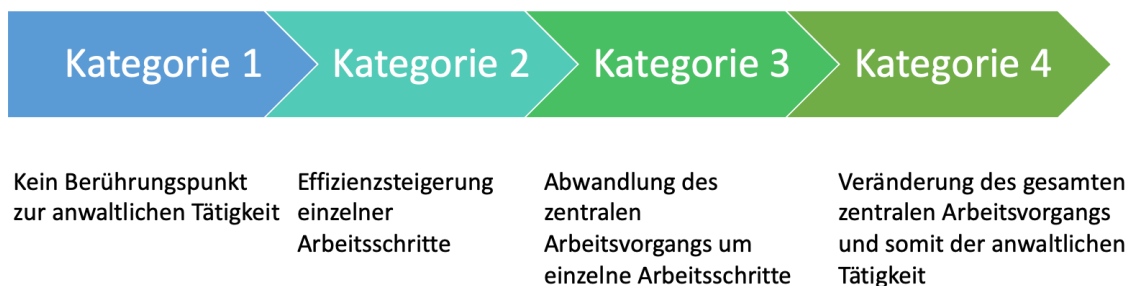 Kategorie 1
Kategorie 2
Kategorie 3
Kategorie 4
Kein Berührungspunkt
zur anwaltlichen Tätigkeit
Effizienzsteigerung
einzelner
Arbeitsschritte
Abwandlung des
zentralen
Arbeitsvorgangs um
einzelne Arbeitsschritte
Veränderung des gesamten
zentralen Arbeitsvorgangs
und somit der anwaltlichen
Tätigkeit